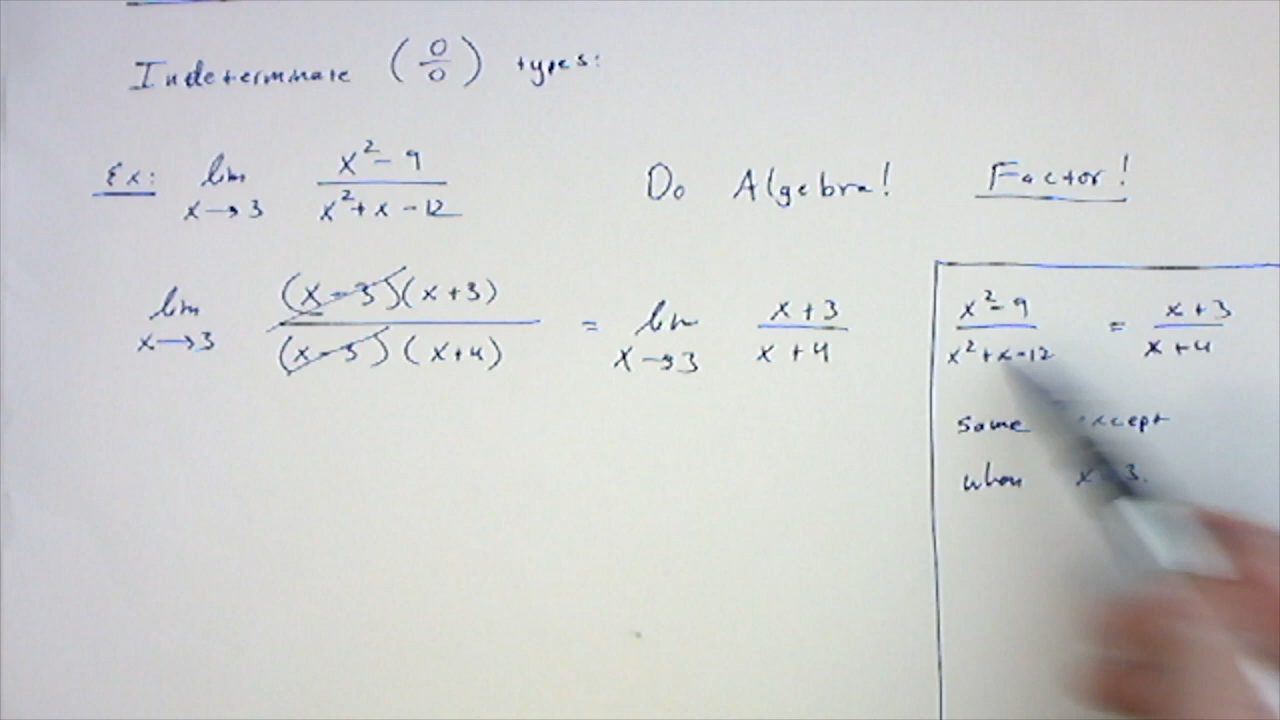 Indeterminate (0/0) types:
Ex: lim x→3 (x²-9)/(x²+x-12) Do Algebra! Factor!
lim x→3 (x-3)(x+3)/(x-3)(x+4) = lim x→3 (x+3)/(x+4)
(x²-9)/(x²+x-12) = (x+3)/(x+4)
same
when x 3.